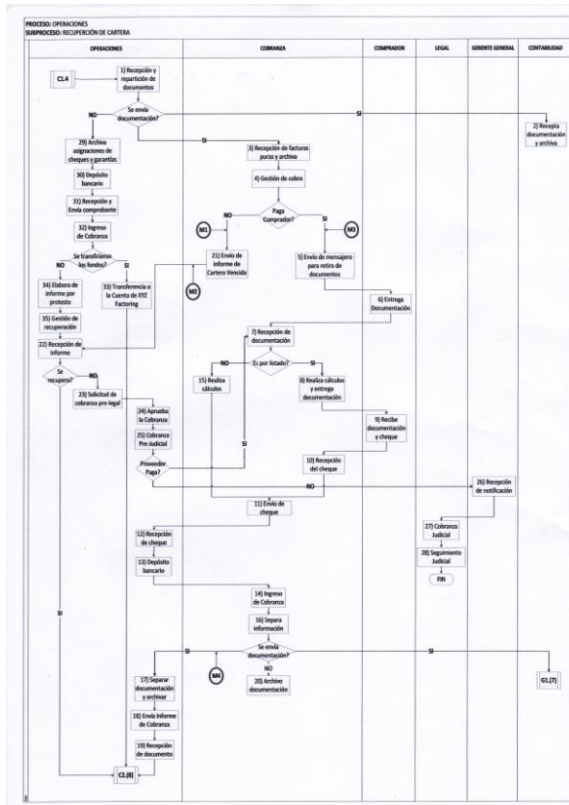 PROCESO: OPERACIONES
SUBPROCESO: RECUPERCIÓN DE CARTERA
OPERACIONES
COBRANZA
COMPRADOR
LEGAL
GERENTE GENERAL
CONTABILIDAD
C1.4
1) Recepción y
repartición de
documentos
Se envía
documentación?
NO
SI
SI
2) Recepta
documentación
y archiva
29) Archiva
asignaciones de
cheques y garantías
3) Recepción de facturas
puras y archiva
30) Depósito
bancario
4) Gestión de cobro
31) Recepción y
Envía comprobante
32) Ingreso
de Cobranza
Paga
Comprador?
NO
SI
M1
M3
Se transfirieron
los fondos?
NO
SI
21) Envío de
informe de
Cartera Vencida
5) Envío de mensajero
para retiro de
documentos
34) Elabora de
informe por
protesto
33) Transferencia a
la Cuenta de XYZ
Factoring
M2
6) Entrega
Documentación
35) Gestión de
recuperación
7) Recepción de
documentación
22) Recepción de
informe
Es por listado?
NO
SI
Se
recupero?
NO
15) Realiza
cálculos
8) Realiza cálculos
y entrega
documentación
23) Solicitud de
cobranza pre-legal
24) Aprueba
la Cobranza
9) Recibe
documentación
y cheque
25) Cobranza
Pre-Judicial
SI
Proveedor
Paga?
10) Recepción
del cheque
NO
26) Recepción
de notificación
11) Envío de
cheque
27) Cobranza
Judicial
12) Recepción
de cheque
28) Seguimiento
Judicial
13) Depósito
bancario
FIN
14) Ingreso
de Cobranza
SI
16) Separa
información
Se envía
documentación?
SI
SI
NO
M4
17) Separar
documentación
y archivar
20) Archivo
documentación
G1.(7)
18) Envía Informe
de Cobranza
19) Recepción
de documento
C2.(8)